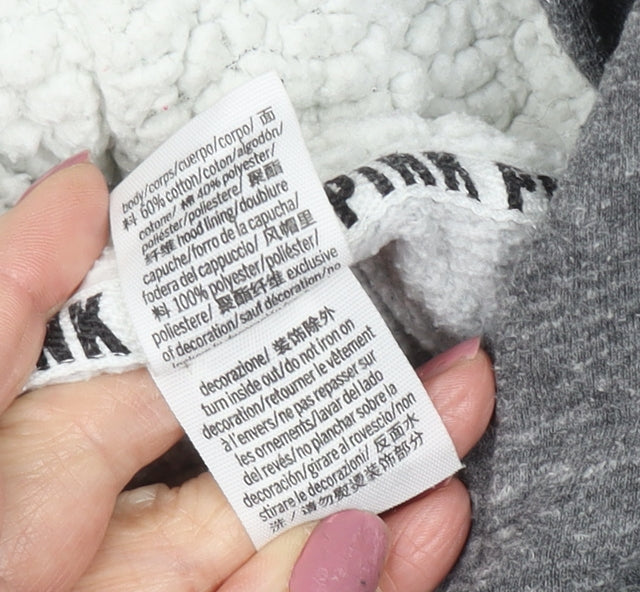 body/corps/cuerpo/corpo/ 面
料 60% cotton/coton/algodón/
cotone/ 棉 40% polyester/
poliéster/poliestere/ 聚酯
纤维 hood lining/doublure
capuche/forro de la capucha/
fodera del cappuccio/ 风帽里
料 100% polyester/poliéster/
poliestere/ 聚酯纤维 exclusive
of decoration/sauf décoration/no
decorazione/ 装饰除外
turn inside out/do not iron on
decoration/retourner le vêtement
à l'envers/ne pas repasser sur
les ornements/lavar del lado
del revés/no planchar sobre la
decoración/girare al rovescio/non
stirare le decorazioni/ 反面水
洗/请勿熨烫装饰部分
PINK
NK